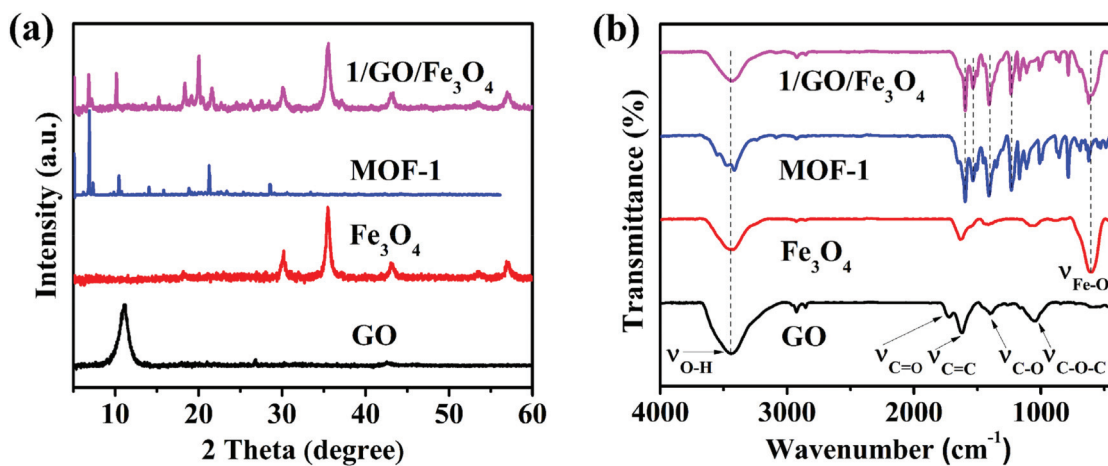 (a)
1/GO/Fe₃O₄
MOF-1
Fe₃O₄
GO
Intensity (a.u.)
10 20 30 40 50 60
2 Theta (degree)
(b)
1/GO/Fe₃O₄
MOF-1
Fe₃O₄
νFe-O
GO
νO-H
νC=O
νC=C
νC-O
νC-O-C
Transmittance (%)
4000 3000 2000 1000
Wavenumber (cm⁻¹)